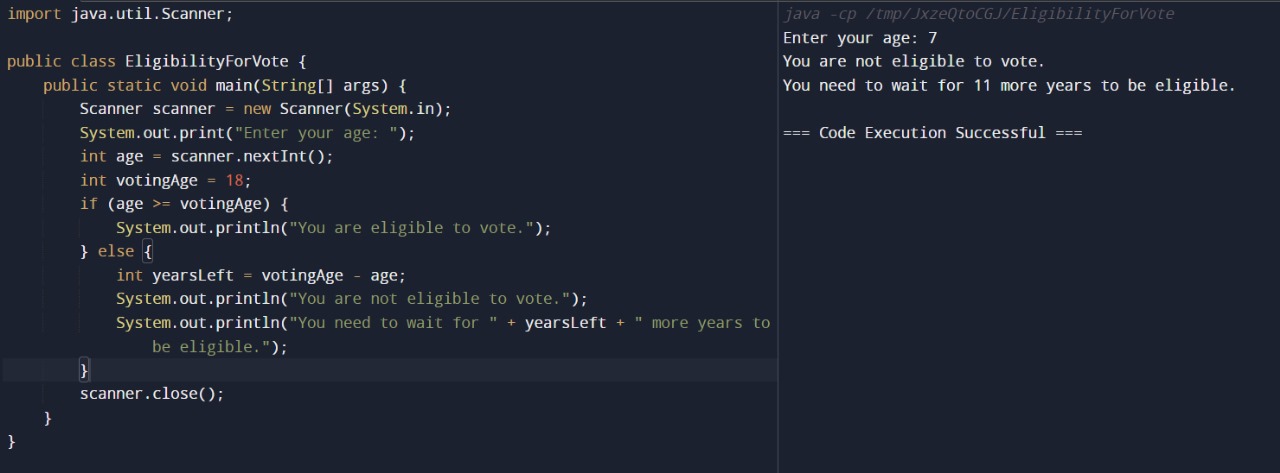 import java.util.Scanner;
public class EligibilityForVote {
public static void main(String[] args) {
Scanner scanner = new Scanner(System.in);
System.out.print("Enter your age: ");
int age = scanner.nextInt();
int votingAge = 18;
if (age >= votingAge) {
System.out.println("You are eligible to vote.");
} else {
int yearsLeft = votingAge - age;
System.out.println("You are not eligible to vote.");
System.out.println("You need to wait for " + yearsLeft + " more years to
be eligible.");
}
scanner.close();
}
}
java -cp /tmp/JxzeQtoCGJ/EligibilityForVote
Enter your age: 7
You are not eligible to vote.
You need to wait for 11 more years to be eligible.
=== Code Execution Successful ===